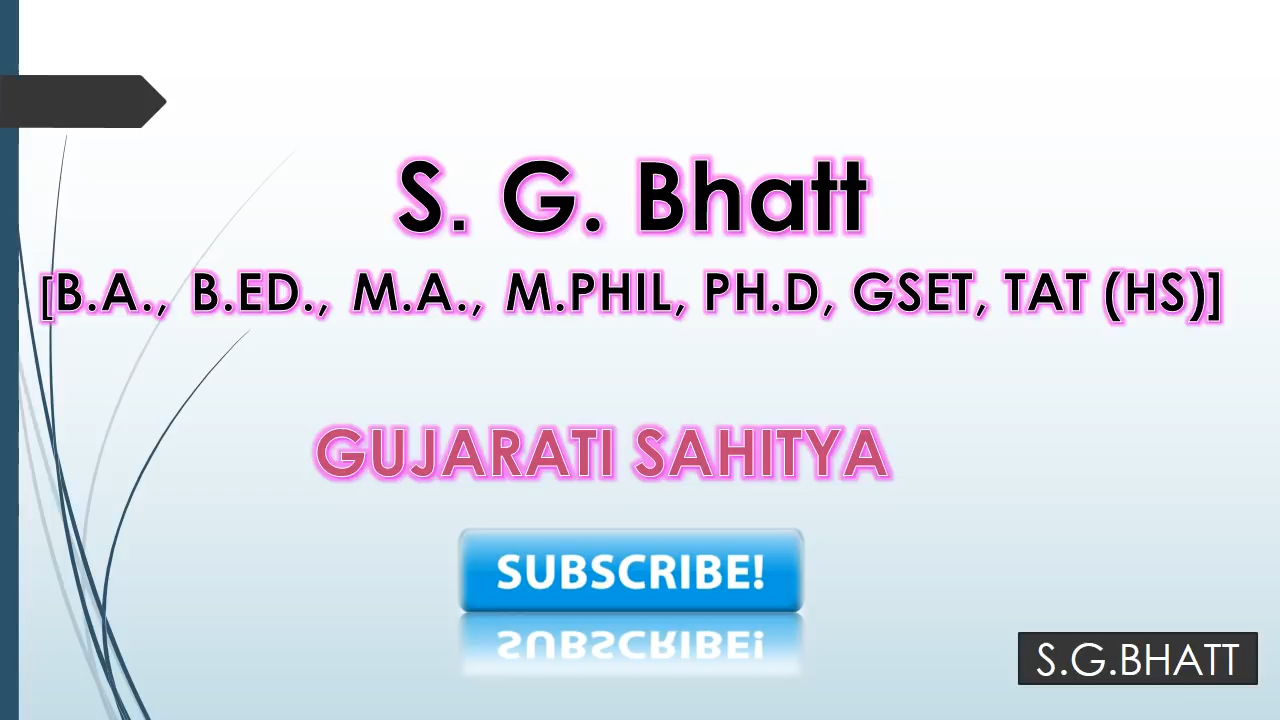 S. G. Bhatt
[B.A., B.ED., M.A., M.PHIL, PH.D, GSET, TAT (HS)]
GUJARATI SAHITYA
SUBSCRIBE!
S.G.BHATT